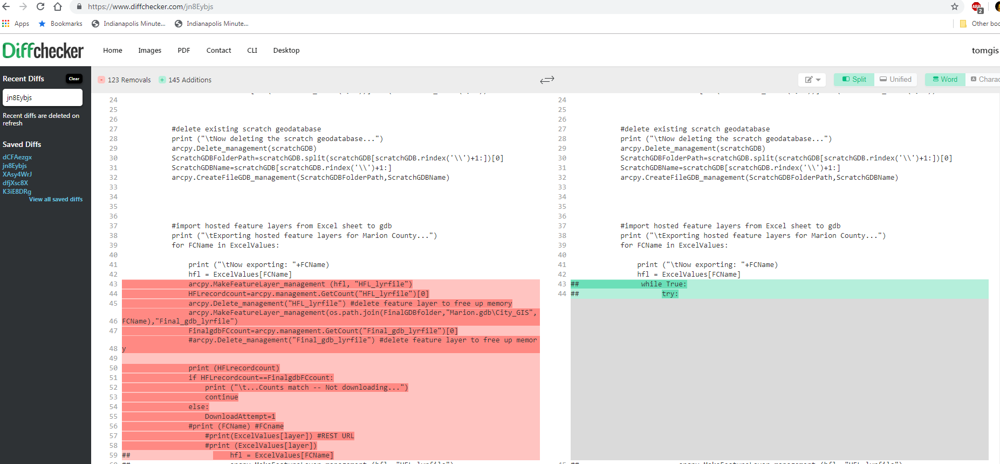 https://www.diffchecker.com/jn8Eybjs
ABP
2
Apps
Bookmarks
Indianapolis Minute...
Indianapolis Minute...
Other boo
Diffchecker
Home
Images
PDF
Contact
CLI
Desktop
tomgis
Recent Diffs
Clear
jn8Eybjs
Recent diffs are deleted on
refresh
Saved Diffs
dCFAezgx
jn8Eybjs
XAsy4WrJ
dfjXsc8X
K3iE8DRg
View all saved diffs
- 123 Removals + 145 Additions
Split
Unified
Word
A Charac
24
25
26
27 #delete existing scratch geodatabase
28 print ("\tNow deleting the scratch geodatabase...")
29 arcpy.Delete_management(scratchGDB)
30 ScratchGDBFolderPath=scratchGDB.split(scratchGDB[scratchGDB.rindex('\\')+1:])[0]
31 ScratchGDBName=scratchGDB[scratchGDB.rindex('\\')+1:]
32 arcpy.CreateFileGDB_management(ScratchGDBFolderPath,ScratchGDBName)
33
34
35
36
37 #import hosted feature layers from Excel sheet to gdb
38 print ("\tExporting hosted feature layers for Marion County...")
39 for FCName in ExcelValues:
40
41 print ("\tNow exporting: "+FCName)
42 hfl = ExcelValues[FCName]
43 arcpy.MakeFeatureLayer_management (hfl, "HFL_lyrfile")
44 HFLrecordcount=arcpy.management.GetCount("HFL_lyrfile")[0]
45 arcpy.Delete_management("HFL_lyrfile") #delete feature layer to free up memory
arcpy.MakeFeatureLayer_management(os.path.join(FinalGDBfolder,"Marion.gdb\City_GIS",
46 FCName),"Final_gdb_lyrfile")
47 FinalgdbFCcount=arcpy.management.GetCount("Final_gdb_lyrfile")[0]
#arcpy.Delete_management("Final_gdb_lyrfile") #delete feature layer to free up memor
48 y
49
50 print (HFLrecordcount)
51 if HFLrecordcount==FinalgdbFCcount:
52 print ("\t...Counts match -- Not downloading...")
53 continue
54 else:
55 DownloadAttempt=1
56 #print (FCName) #FCname
57 #print(ExcelValues[layer]) #REST URL
58 #print (ExcelValues[layer])
59 ## hfl = ExcelValues[FCName]
24
25
26
27 #delete existing scratch geodatabase
28 print ("\tNow deleting the scratch geodatabase...")
29 arcpy.Delete_management(scratchGDB)
30 ScratchGDBFolderPath=scratchGDB.split(scratchGDB[scratchGDB.rindex('\\')+1:])[0]
31 ScratchGDBName=scratchGDB[scratchGDB.rindex('\\')+1:]
32 arcpy.CreateFileGDB_management(ScratchGDBFolderPath,ScratchGDBName)
33
34
35
36
37 #import hosted feature layers from Excel sheet to gdb
38 print ("\tExporting hosted feature layers for Marion County...")
39 for FCName in ExcelValues:
40
41 print ("\tNow exporting: "+FCName)
42 hfl = ExcelValues[FCName]
43 ## while True:
44 ## try: